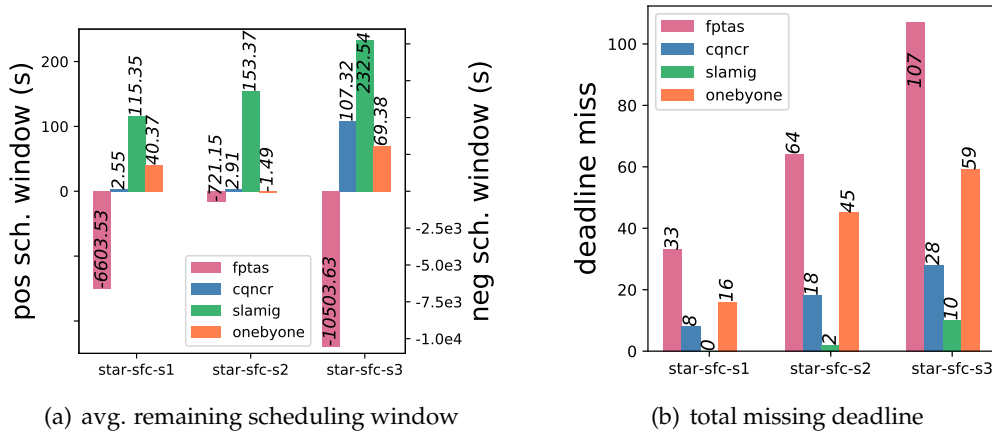 pos sch. window (s)
200
100
0
-6603.53
2.55
115.35
40.37
-721.15
2.91
153.37
-1.49
-10503.63
107.32
232.54
69.38
fptas
cqncr
slamig
onebyone
-2.5e3
-5.0e3
-7.5e3
-1.0e4
neg sch. window (s)
star-sfc-s1 star-sfc-s2 star-sfc-s3
(a) avg. remaining scheduling window
deadline miss
100
80
60
40
20
0
fptas
cqncr
slamig
onebyone
33
8
0
16
64
18
2
45
107
28
10
59
star-sfc-s1 star-sfc-s2 star-sfc-s3
(b) total missing deadline